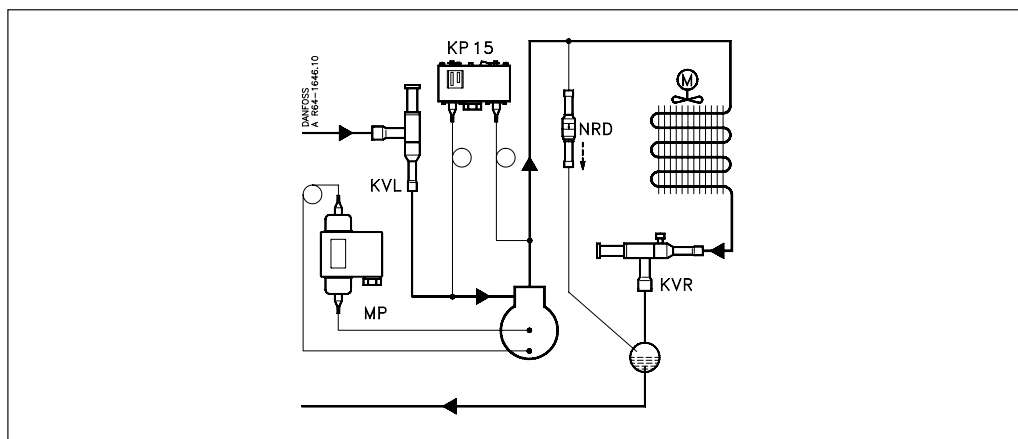 KP 15
M
DANFOSS
A R64-1646.10
NRD
KVL
KVR
MP